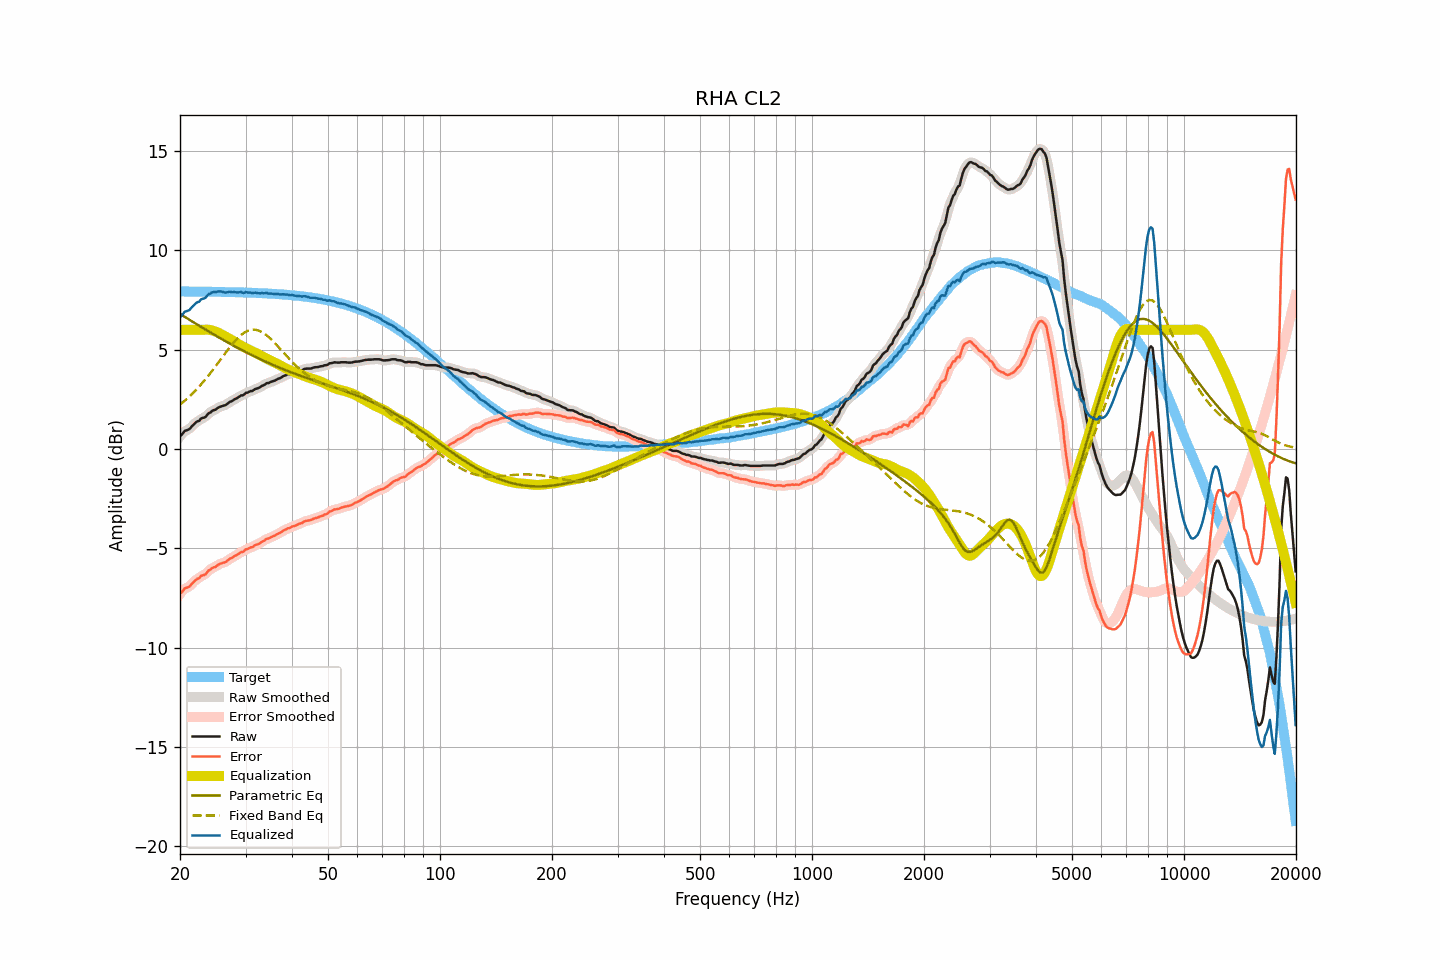 RHA CL2
15
10
5
0
−5
−10
−15
−20
Amplitude (dBr)
Target
Raw Smoothed
Error Smoothed
Raw
Error
Equalization
Parametric Eq
Fixed Band Eq
Equalized
20 50 100 200 500 1000 2000 5000 10000 20000
Frequency (Hz)